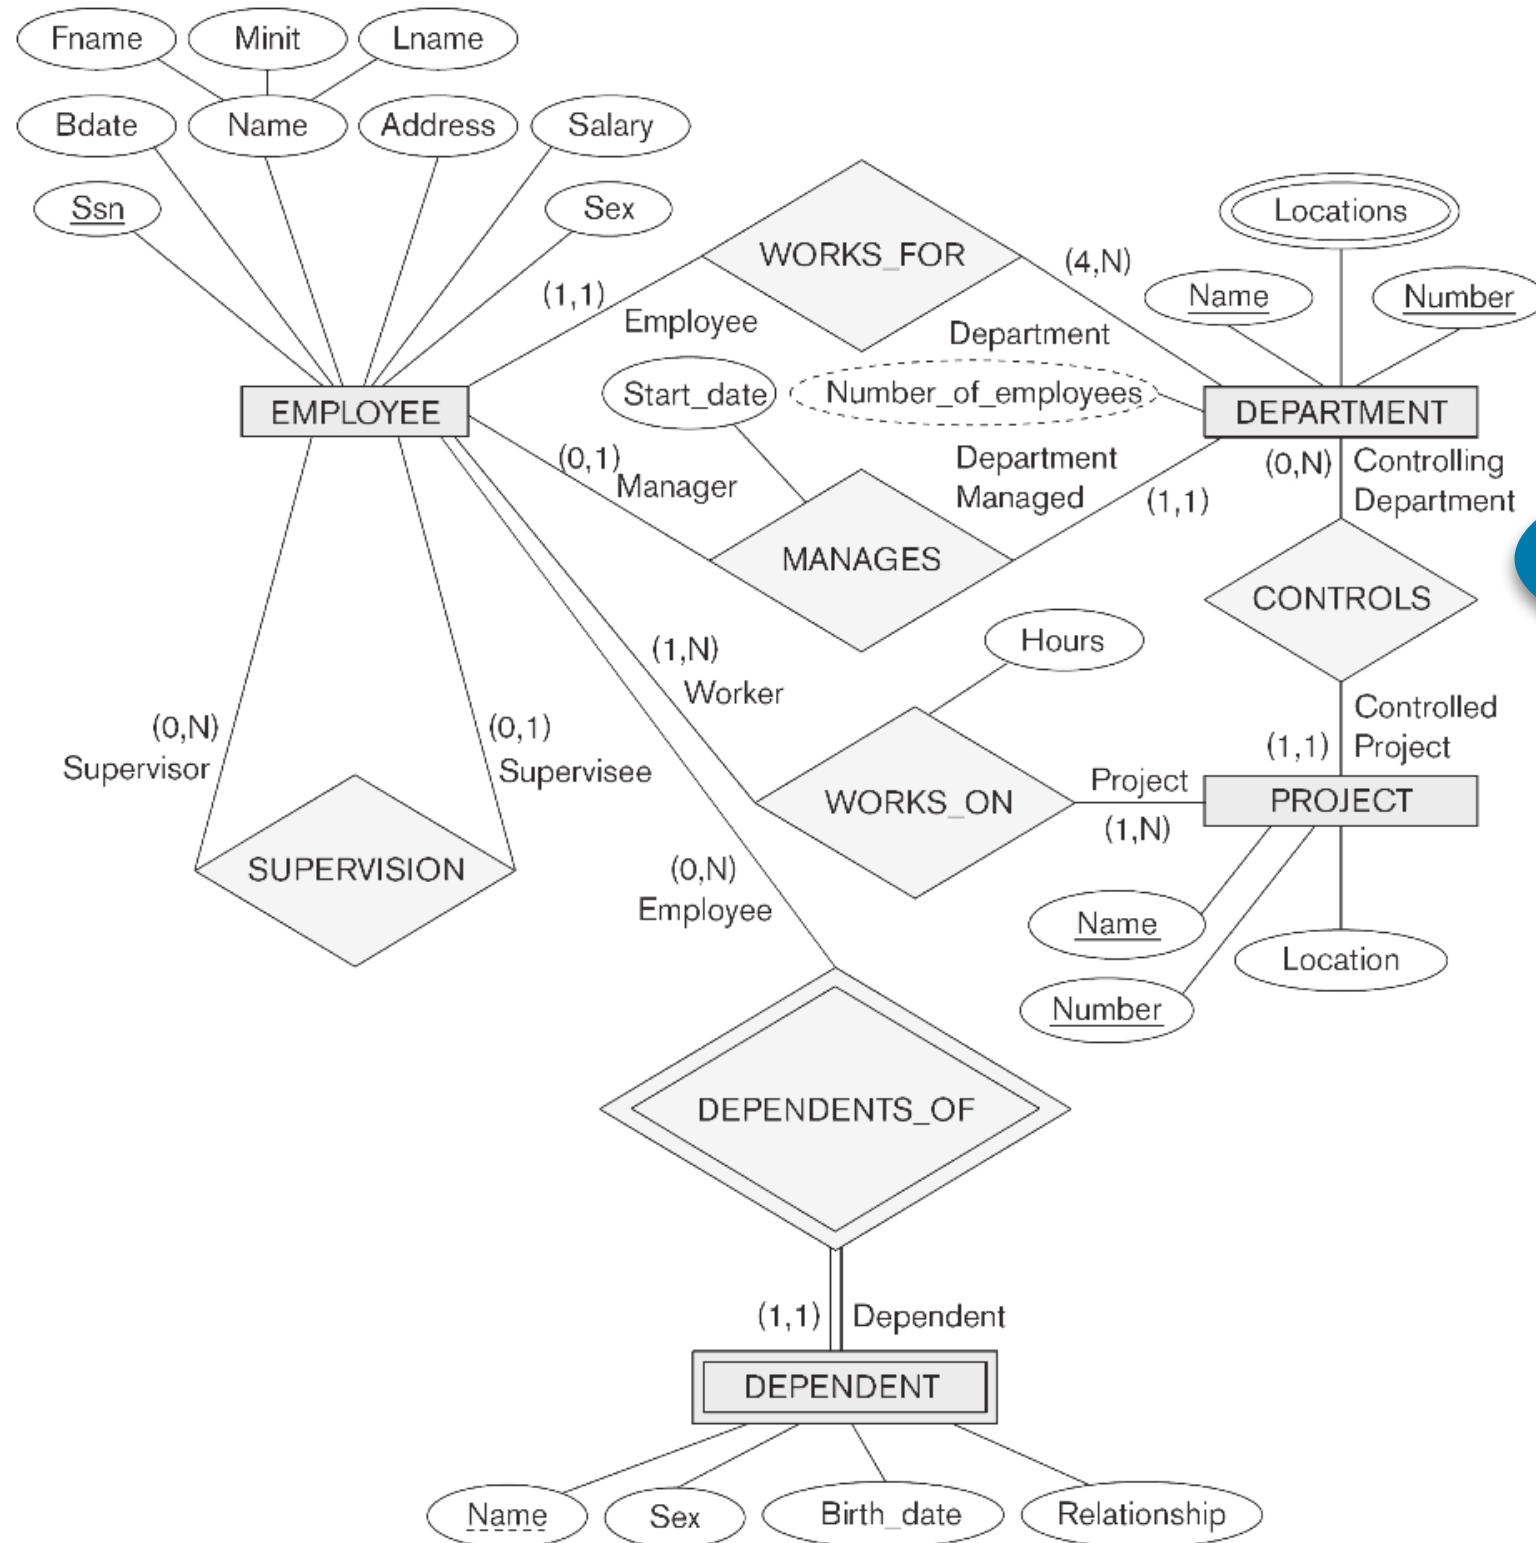 Fname
Minit
Lname
Bdate
Name
Address
Salary
Ssn
Sex
WORKS_FOR
(4,N)
Locations
Name
Number
(1,1)
Employee
Department
Start_date
Number_of_employees
EMPLOYEE
DEPARTMENT
(0,1)
Manager
Department
Managed
(1,1)
(0,N)
Controlling
Department
MANAGES
CONTROLS
Hours
(1,N)
Worker
(0,N)
Supervisor
(0,1)
Supervisee
Controlled
Project
(1,1)
Project
(1,N)
WORKS_ON
PROJECT
SUPERVISION
(0,N)
Employee
Name
Location
Number
DEPENDENTS_OF
(1,1)
Dependent
DEPENDENT
Name
Sex
Birth_date
Relationship